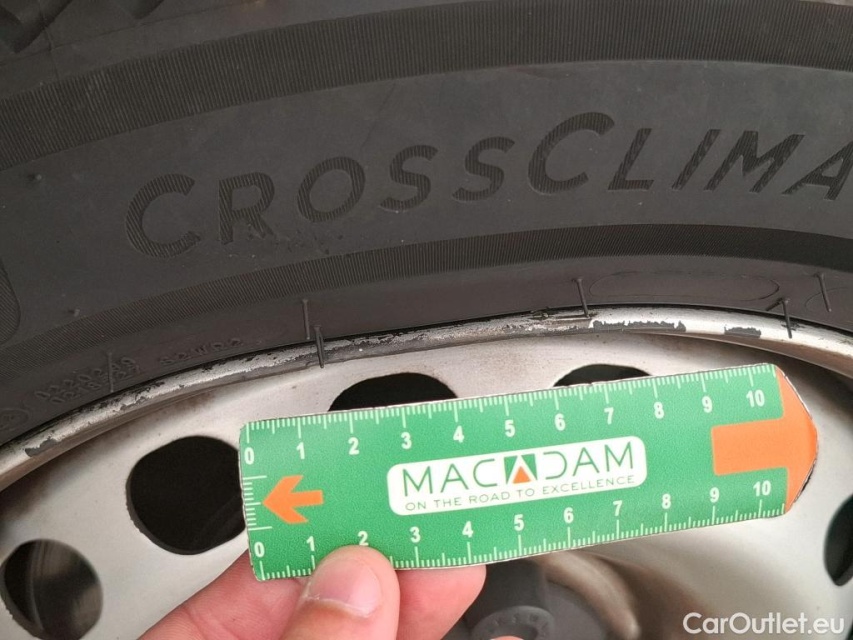 CROSSCLIMA
0 1 2 3 4 5 6 7 8 9 10
MACADAM
ON THE ROAD TO EXCELLENCE
0 1 2 3 4 5 6 7 8 9 10
CarOutlet.eu